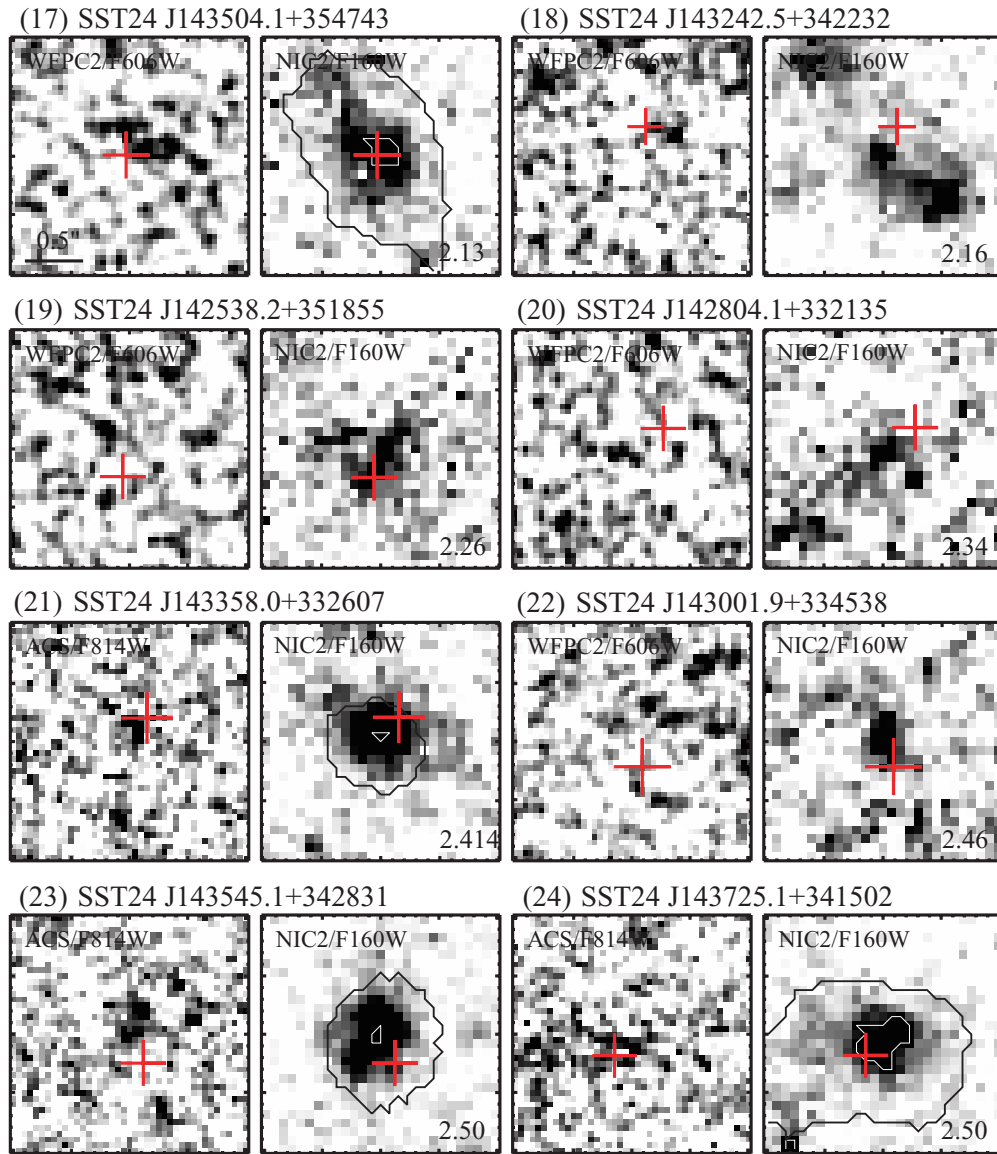 (17) SST24 J143504.1+354743
(18) SST24 J143242.5+342232
WFPC2/F606W
NIC2/F160W
WFPC2/F606W
NIC2/F160W
0.5"
2.13
2.16
(19) SST24 J142538.2+351855
(20) SST24 J142804.1+332135
WFPC2/F606W
NIC2/F160W
WFPC2/F606W
NIC2/F160W
2.26
2.34
(21) SST24 J143358.0+332607
(22) SST24 J143001.9+334538
ACS/F814W
NIC2/F160W
WFPC2/F606W
NIC2/F160W
2.414
2.46
(23) SST24 J143545.1+342831
(24) SST24 J143725.1+341502
ACS/F814W
NIC2/F160W
ACS/F814W
NIC2/F160W
2.50
2.50